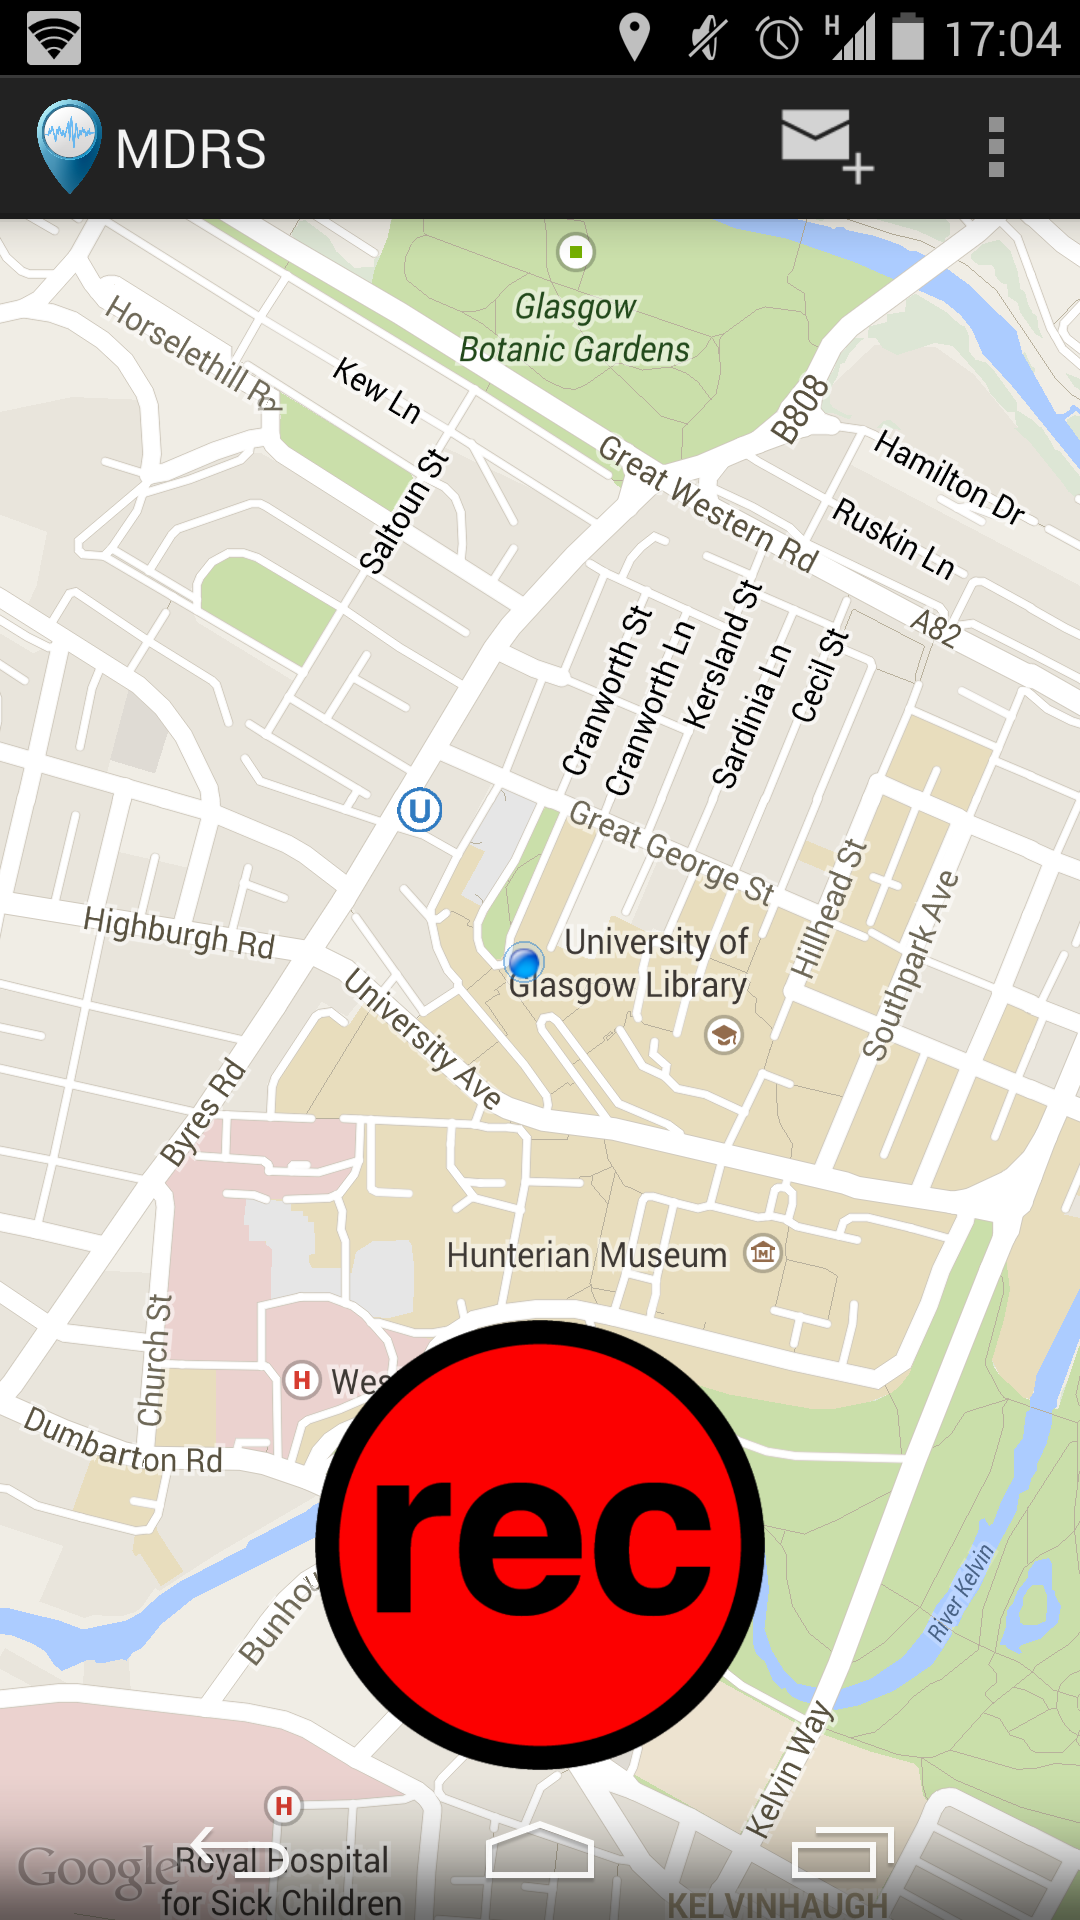 H
17:04
MDRS
Glasgow
Botanic Gardens
Horselethill Rd
Kew Ln
B808
Saltoun St
Great Western Rd
Hamilton Dr
Ruskin Ln
A82
Cranworth St
Cranworth Ln
Kersland St
Sardinia Ln
Cecil St
U
Great George St
Hillhead St
Southpark Ave
Highburgh Rd
University of
Glasgow Library
University Ave
Byres Rd
Hunterian Museum
M
Church St
H
Wes
Dumbarton Rd
rec
River Kelvin
Bunhou
Kelvin Way
H
Royal Hospital
for Sick Children
Google
KELVINHAUGH